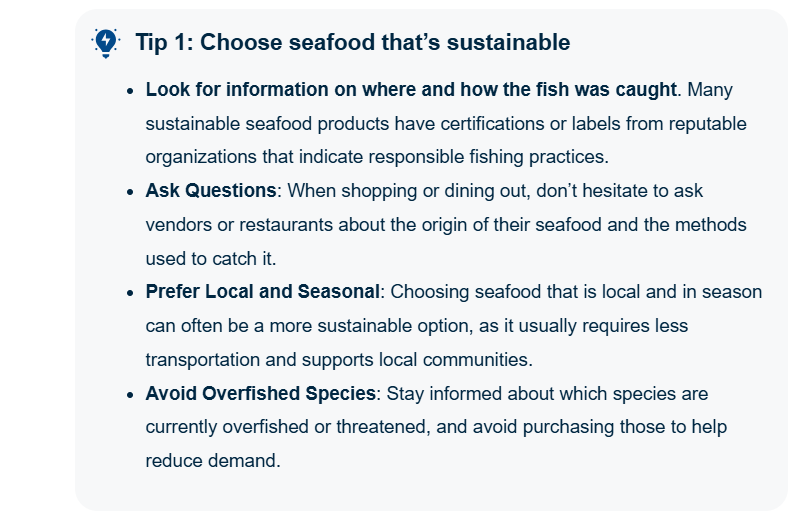 Tip 1: Choose seafood that’s sustainable
Look for information on where and how the fish was caught. Many
sustainable seafood products have certifications or labels from reputable
organizations that indicate responsible fishing practices.
Ask Questions: When shopping or dining out, don’t hesitate to ask
vendors or restaurants about the origin of their seafood and the methods
used to catch it.
Prefer Local and Seasonal: Choosing seafood that is local and in season
can often be a more sustainable option, as it usually requires less
transportation and supports local communities.
Avoid Overfished Species: Stay informed about which species are
currently overfished or threatened, and avoid purchasing those to help
reduce demand.